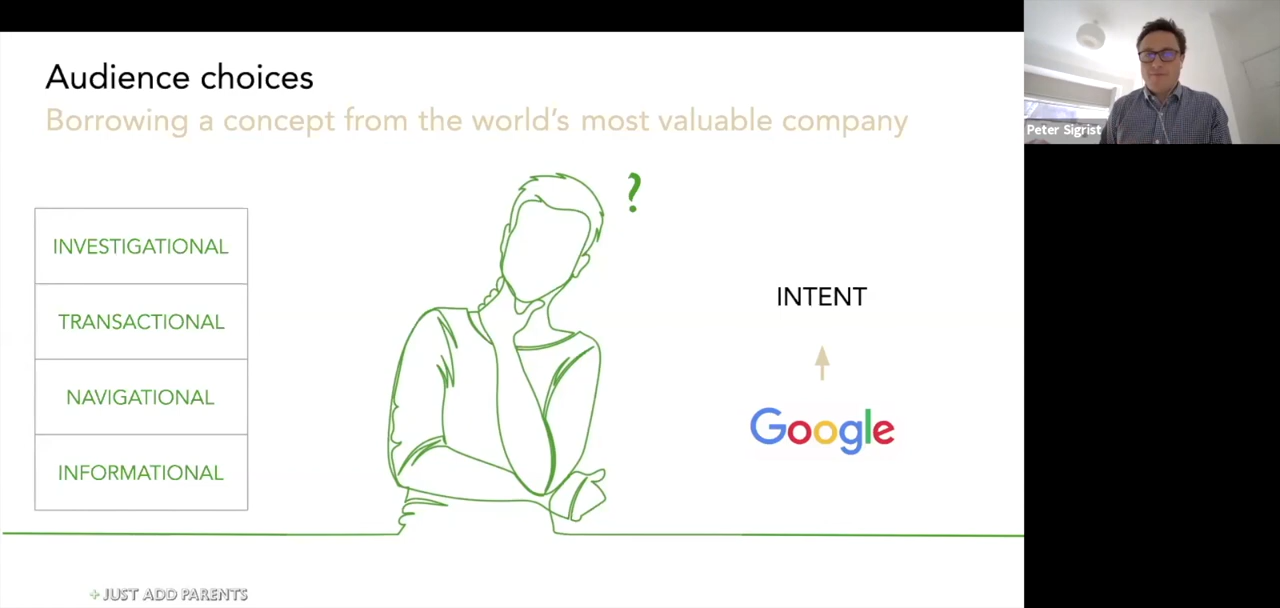 Audience choices
Borrowing a concept from the world's most valuable company
?
INVESTIGATIONAL
TRANSACTIONAL
NAVIGATIONAL
INFORMATIONAL
INTENT
Google
+ JUST ADD PARENTS
Peter Sigrist